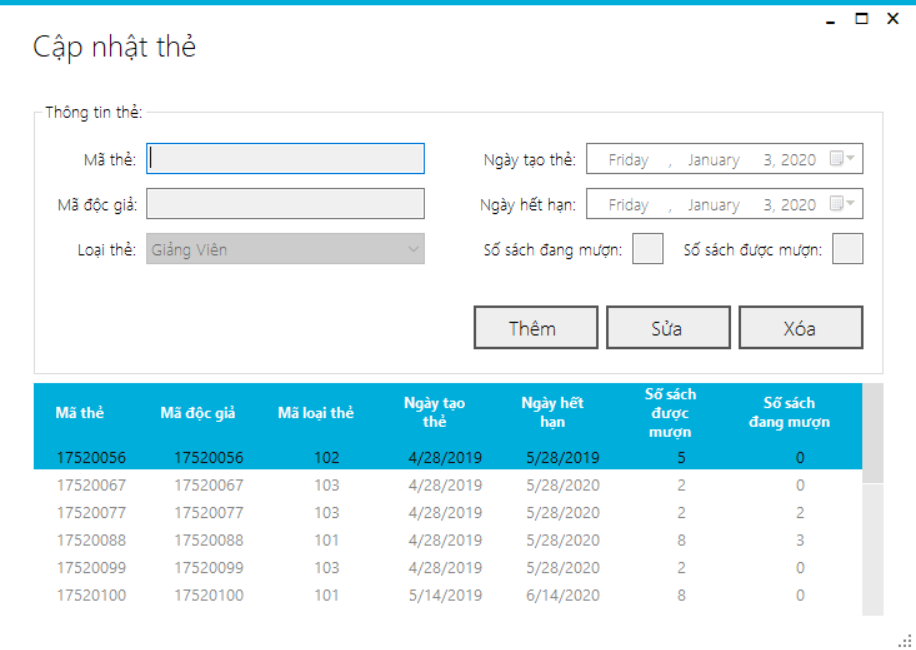 Cập nhật thẻ
Thông tin thẻ:
Mã thẻ:
Ngày tạo thẻ: Friday , January 3, 2020
Mã độc giả:
Ngày hết hạn: Friday , January 3, 2020
Loại thẻ: Giảng Viên
Số sách đang mượn: Số sách được mượn:
Thêm Sửa Xóa
Mã thẻ Mã độc giả Mã loại thẻ Ngày tạo thẻ Ngày hết hạn Số sách được mượn Số sách đang mượn
17520056 17520056 102 4/28/2019 5/28/2019 5 0
17520067 17520067 103 4/28/2019 5/28/2020 2 0
17520077 17520077 103 4/28/2019 5/28/2020 2 2
17520088 17520088 101 4/28/2019 5/28/2020 8 3
17520099 17520099 103 4/28/2019 5/28/2020 2 0
17520100 17520100 101 5/14/2019 6/14/2020 8 0